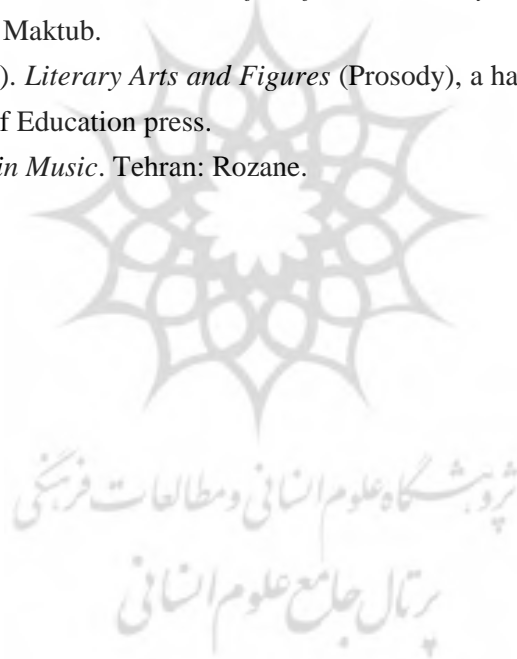 Maktub.
). Literary Arts and Figures (Prosody), a ha
f Education press.
in Music. Tehran: Rozane.
پژوهشگاه علوم انسانی و مطالعات فرهنگی
پرتال جامع علوم انسانی